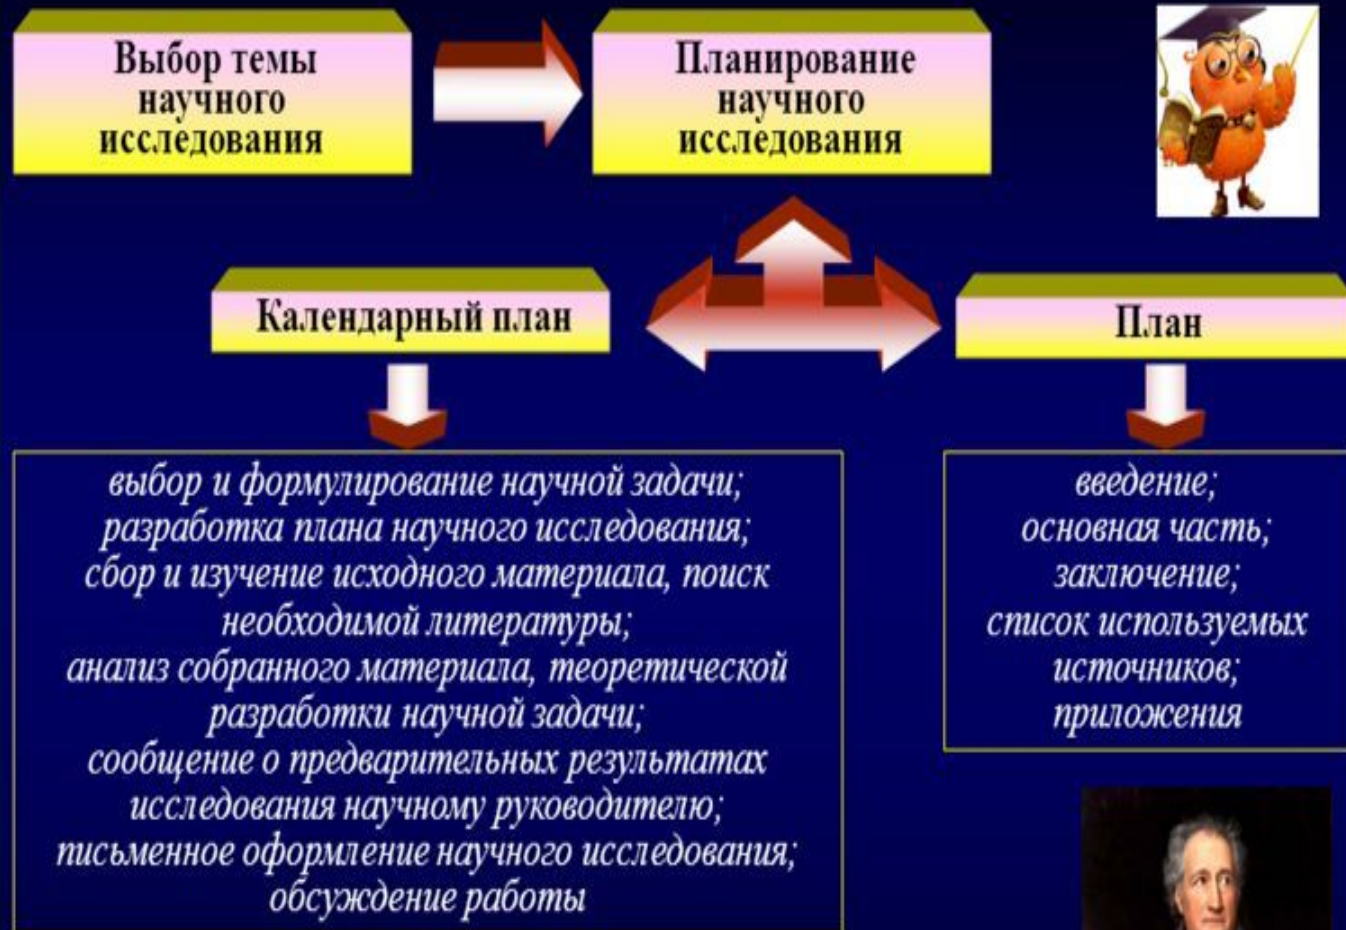 Выбор темы
научного
исследования
Планирование
научного
исследования
Календарный план
План
выбор и формулирование научной задачи;
разработка плана научного исследования;
сбор и изучение исходного материала, поиск
необходимой литературы;
анализ собранного материала, теоретической
разработки научной задачи;
сообщение о предварительных результатах
исследования научному руководителю;
письменное оформление научного исследования;
обсуждение работы
введение;
основная часть;
заключение;
список используемых
источников;
приложения